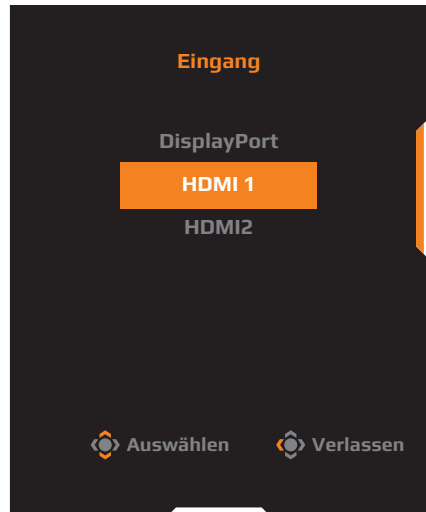 Eingang
DisplayPort
HDMI 1
HDMI2
Auswählen Verlassen